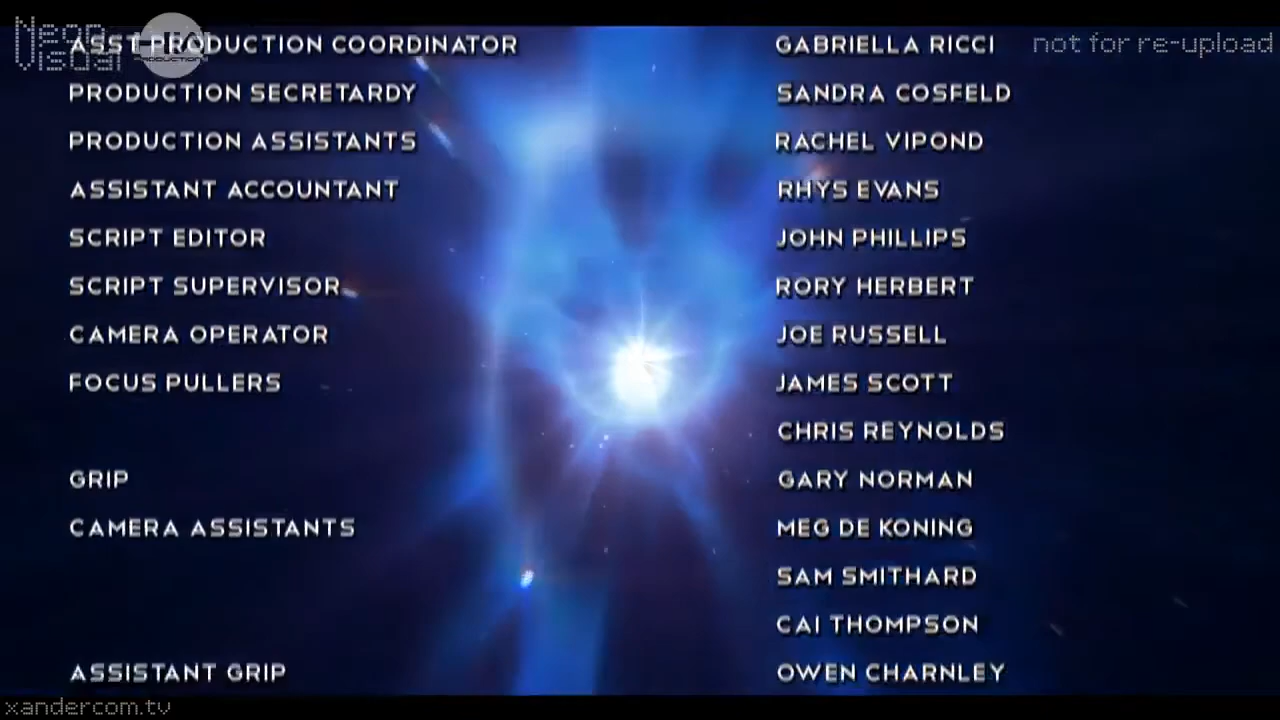 Neon Visual
not for re-upload
ASST PRODUCTION COORDINATOR GABRIELLA RICCI
PRODUCTION SECRETARDY SANDRA COSFELD
PRODUCTION ASSISTANTS RACHEL VIPOND
ASSISTANT ACCOUNTANT RHYS EVANS
SCRIPT EDITOR JOHN PHILLIPS
SCRIPT SUPERVISOR RORY HERBERT
CAMERA OPERATOR JOE RUSSELL
FOCUS PULLERS JAMES SCOTT
CHRIS REYNOLDS
GRIP GARY NORMAN
CAMERA ASSISTANTS MEG DE KONING
SAM SMITHARD
CAI THOMPSON
ASSISTANT GRIP OWEN CHARNLEY
xandercom.tv